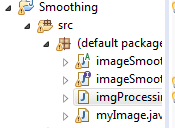 Smoothing
src
(default package
imageSmoot
imageSmoot
imgProcessin
myImage.jav